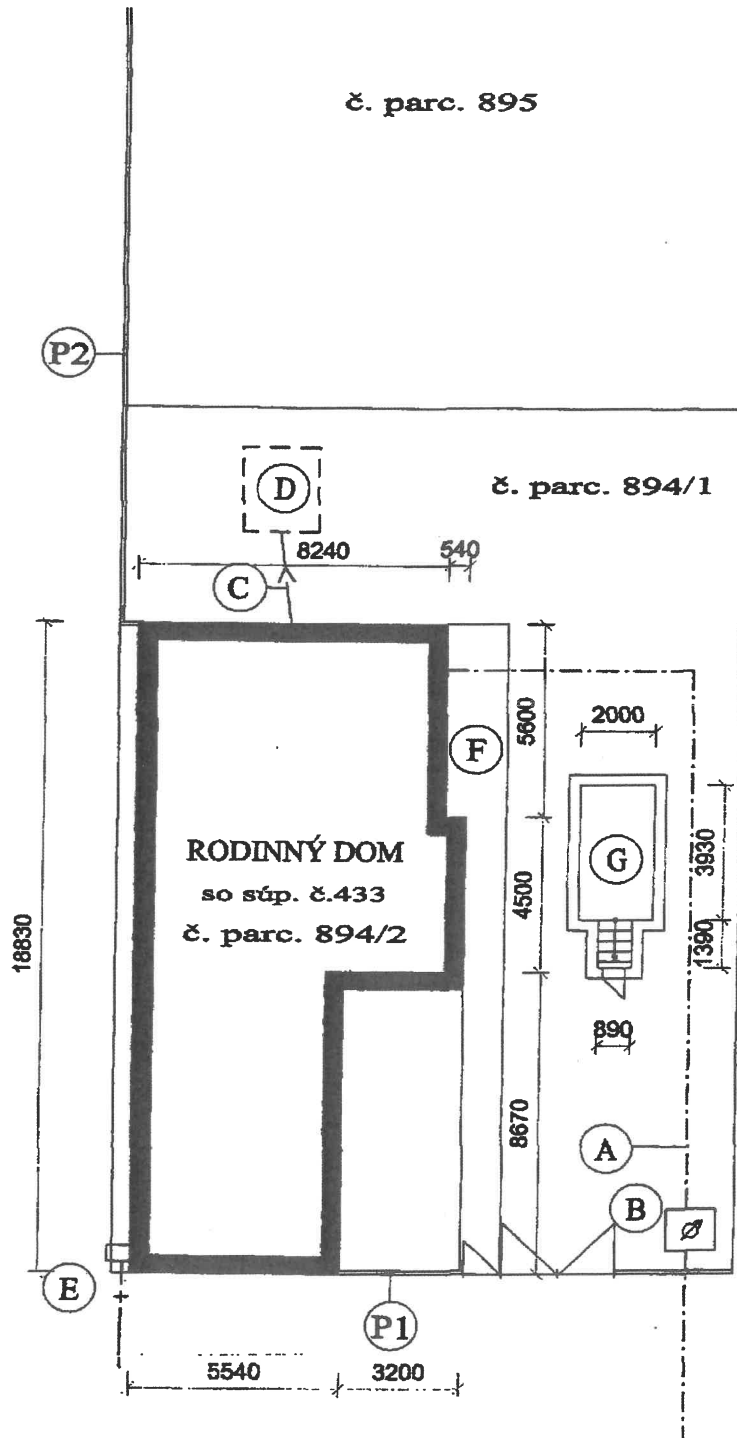 č. parc. 895
P2
D
č. parc. 894/1
8240
540
C
5600
2000
F
RODINNÝ DOM
so súp. č.433
č. parc. 894/2
G
3930
4500
18830
1390
890
8670
A
B
E
P1
5540
3200